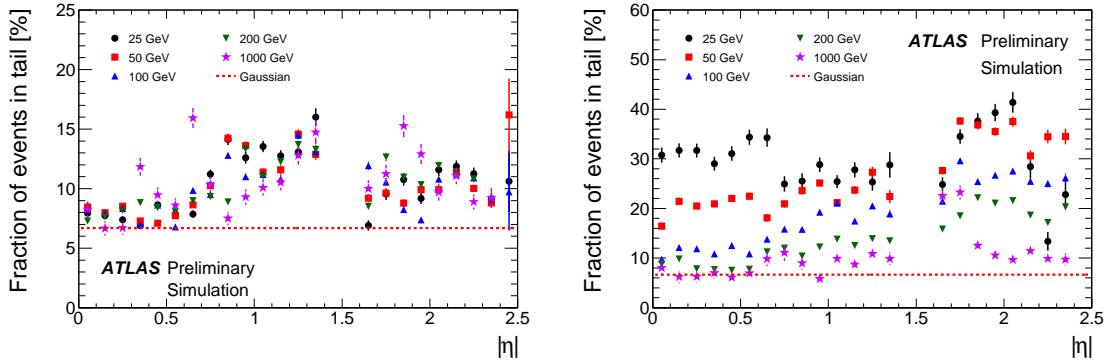 Fraction of events in tail [%]
25
20
15
10
5
0
25 GeV
50 GeV
100 GeV
200 GeV
1000 GeV
Gaussian
ATLAS Preliminary
Simulation
0 0.5 1 1.5 2 2.5
|η|
Fraction of events in tail [%]
60
50
40
30
20
10
0
25 GeV
50 GeV
100 GeV
200 GeV
1000 GeV
Gaussian
ATLAS Preliminary
Simulation
0 0.5 1 1.5 2 2.5
|η|